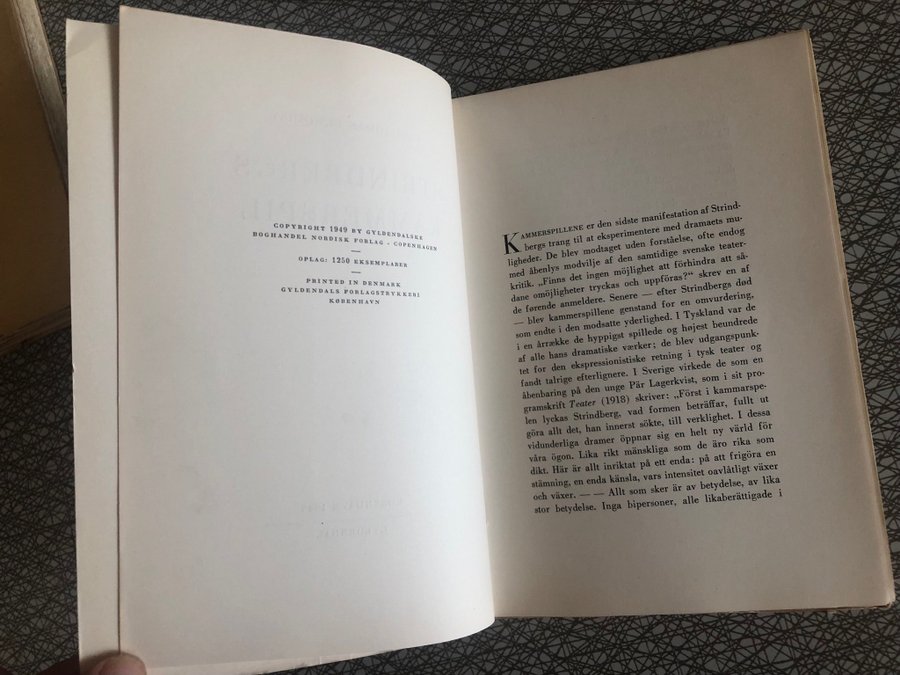 COPYRIGHT 1949 BY GYLDENDALSKE
BOGHANDEL NORDISK FORLAG - COPENHAGEN
OPLAG: 1250 EKSEMPLARER
PRINTED IN DENMARK
GYLDENDALS FORLAGSTRYKKERI
KØBENHAVN
KAMMERSPILLENE er den sidste manifestation af Strind-
bergs trang til at eksperimentere med dramaets mu-
ligheder. De blev modtaget uden forståelse, ofte endog
med åbenlys modvilje af den samtidige svenske teater-
kritik. „Finns det ingen möjlighet att förhindra att så-
dane omöjligheter tryckas och uppföras?“ skrev en af
de førende anmeldere. Senere — efter Strindbergs død
— blev kammerspillene genstand for en omvurdering,
som endte i den modsatte yderlighed. I Tyskland var de
i en årrække de hyppigst spillede og højest beundrede
af alle hans dramatiske værker; de blev udgangspunk-
tet for den ekspressionistiske retning i tysk teater og
fandt talrige efterlignere. I Sverige virkede de som en
åbenbaring på den unge Pär Lagerkvist, som i sit pro-
gramskrift Teater (1918) skriver: „Först i kammarspe-
len lyckas Strindberg, vad formen beträffar, fullt ut
göra allt det, han innerst sökte, till verklighet. I dessa
vidunderliga dramer öppnar sig en helt ny värld för
våra ögon. Lika rikt mänskliga som de äro rika som
dikt. Här är allt inriktat på ett enda: på att frigöra en
stämning, en enda känsla, vars intensitet oavlåtligt växer
och växer. — — Allt som sker är av betydelse, av lika
stor betydelse. Inga bipersoner, alle likaberättigade i